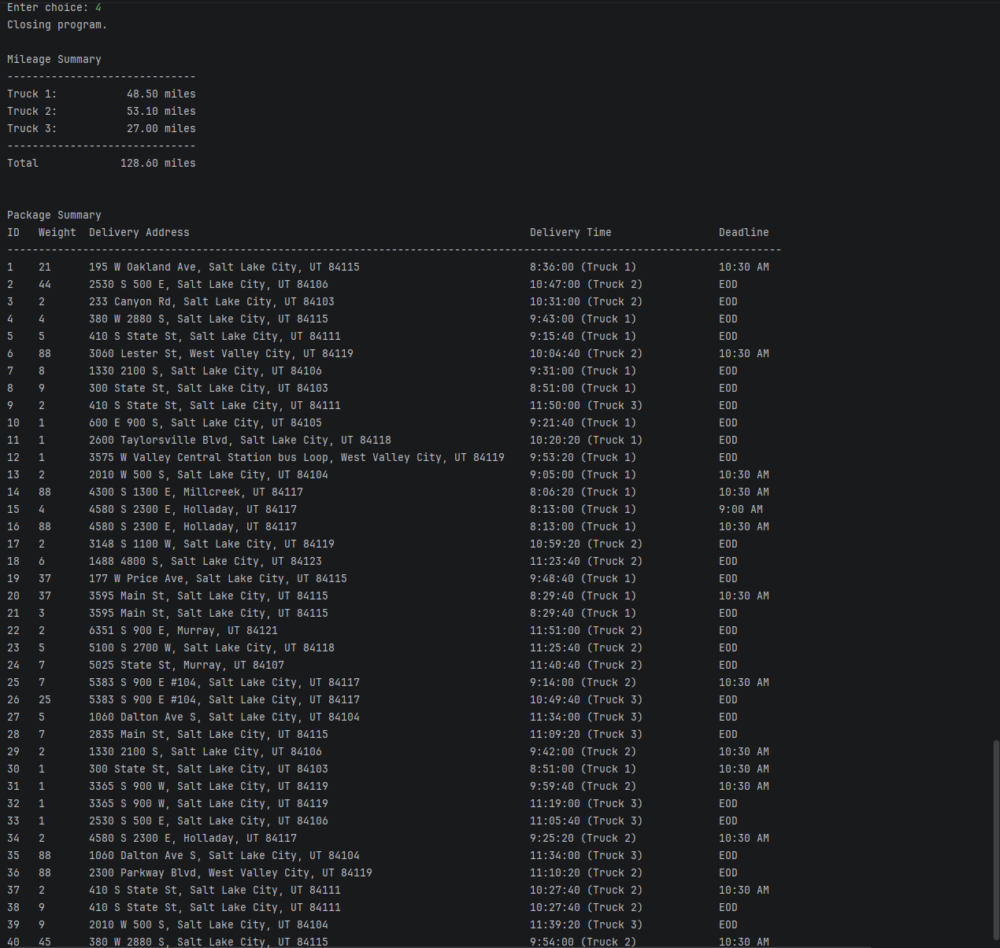 Enter choice: 4
Closing program.
Mileage Summary
------------------------------
Truck 1:           48.50 miles
Truck 2:           53.10 miles
Truck 3:           27.00 miles
------------------------------
Total             128.60 miles
Package Summary
ID   Weight  Delivery Address                                                      Delivery Time                 Deadline
---------------------------------------------------------------------------------------------------------------------------
1    21      195 W Oakland Ave, Salt Lake City, UT 84115                           8:36:00 (Truck 1)             10:30 AM
2    44      2530 S 500 E, Salt Lake City, UT 84106                                10:47:00 (Truck 2)            EOD
3    2       233 Canyon Rd, Salt Lake City, UT 84103                               10:31:00 (Truck 2)            EOD
4    4       380 W 2880 S, Salt Lake City, UT 84115                                9:43:00 (Truck 1)             EOD
5    5       410 S State St, Salt Lake City, UT 84111                              9:15:40 (Truck 1)             EOD
6    88      3060 Lester St, West Valley City, UT 84119                            10:04:40 (Truck 2)            10:30 AM
7    8       1330 2100 S, Salt Lake City, UT 84106                                 9:31:00 (Truck 1)             EOD
8    9       300 State St, Salt Lake City, UT 84103                                8:51:00 (Truck 1)             EOD
9    2       410 S State St, Salt Lake City, UT 84111                              11:50:00 (Truck 3)            EOD
10   1       600 E 900 S, Salt Lake City, UT 84105                                 9:21:40 (Truck 1)             EOD
11   1       2600 Taylorsville Blvd, Salt Lake City, UT 84118                      10:20:20 (Truck 1)            EOD
12   1       3575 W Valley Central Station bus Loop, West Valley City, UT 84119    9:53:20 (Truck 1)             EOD
13   2       2010 W 500 S, Salt Lake City, UT 84104                                9:05:00 (Truck 1)             10:30 AM
14   88      4300 S 1300 E, Millcreek, UT 84117                                    8:06:20 (Truck 1)             10:30 AM
15   4       4580 S 2300 E, Holladay, UT 84117                                     8:13:00 (Truck 1)             9:00 AM
16   88      4580 S 2300 E, Holladay, UT 84117                                     8:13:00 (Truck 1)             10:30 AM
17   2       3148 S 1100 W, Salt Lake City, UT 84119                               10:59:20 (Truck 2)            EOD
18   6       1488 4800 S, Salt Lake City, UT 84123                                 11:23:40 (Truck 2)            EOD
19   37      177 W Price Ave, Salt Lake City, UT 84115                             9:48:40 (Truck 1)             EOD
20   37      3595 Main St, Salt Lake City, UT 84115                                8:29:40 (Truck 1)             10:30 AM
21   3       3595 Main St, Salt Lake City, UT 84115                                8:29:40 (Truck 1)             EOD
22   2       6351 S 900 E, Murray, UT 84121                                        11:51:00 (Truck 2)            EOD
23   5       5100 S 2700 W, Salt Lake City, UT 84118                               11:25:40 (Truck 2)            EOD
24   7       5025 State St, Murray, UT 84107                                       11:40:40 (Truck 2)            EOD
25   7       5383 S 900 E #104, Salt Lake City, UT 84117                           9:14:00 (Truck 2)             10:30 AM
26   25      5383 S 900 E #104, Salt Lake City, UT 84117                           10:49:40 (Truck 3)            EOD
27   5       1060 Dalton Ave S, Salt Lake City, UT 84104                           11:34:00 (Truck 3)            EOD
28   7       2835 Main St, Salt Lake City, UT 84115                                11:09:20 (Truck 3)            EOD
29   2       1330 2100 S, Salt Lake City, UT 84106                                 9:42:00 (Truck 2)             10:30 AM
30   1       300 State St, Salt Lake City, UT 84103                                8:51:00 (Truck 1)             10:30 AM
31   1       3365 S 900 W, Salt Lake City, UT 84119                                9:59:40 (Truck 2)             10:30 AM
32   1       3365 S 900 W, Salt Lake City, UT 84119                                11:19:00 (Truck 3)            EOD
33   1       2530 S 500 E, Salt Lake City, UT 84106                                11:05:40 (Truck 3)            EOD
34   2       4580 S 2300 E, Holladay, UT 84117                                     9:25:20 (Truck 2)             10:30 AM
35   88      1060 Dalton Ave S, Salt Lake City, UT 84104                           11:34:00 (Truck 3)            EOD
36   88      2300 Parkway Blvd, West Valley City, UT 84119                         11:10:20 (Truck 2)            EOD
37   2       410 S State St, Salt Lake City, UT 84111                              10:27:40 (Truck 2)            10:30 AM
38   9       410 S State St, Salt Lake City, UT 84111                              10:27:40 (Truck 2)            EOD
39   9       2010 W 500 S, Salt Lake City, UT 84104                                11:39:20 (Truck 3)            EOD
40   45      380 W 2880 S, Salt Lake City, UT 84115                                9:54:00 (Truck 2)             10:30 AM